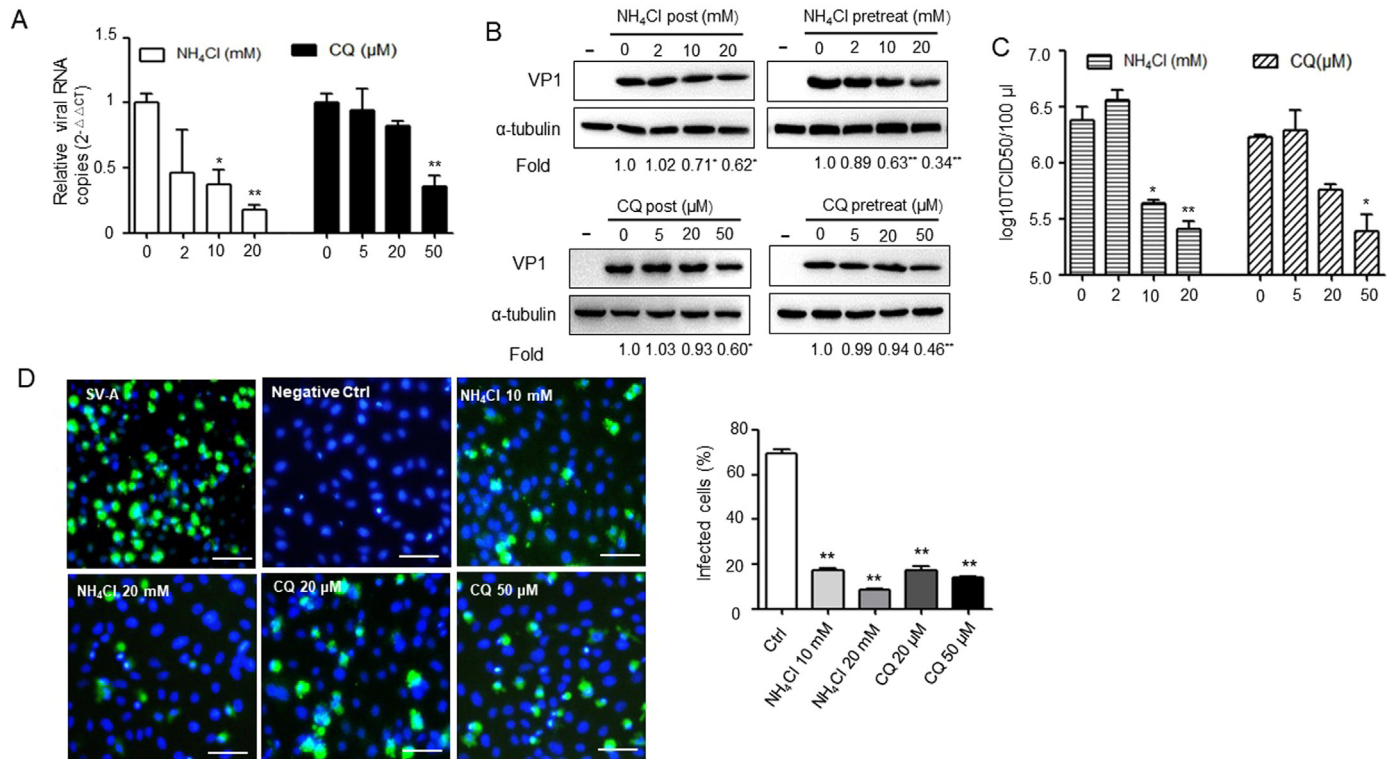 A
Relative viral RNA
copies (2-△△CT)
1.5
1
0.5
0
NH₄Cl (mM)
CQ (μM)
*
**
**
0 2 10 20 0 5 20 50
B
NH₄Cl post (mM)
NH₄Cl pretreat (mM)
– 0 2 10 20
– 0 2 10 20
VP1
α-tubulin
Fold
1.0 1.02 0.71* 0.62*
1.0 0.89 0.63** 0.34**
CQ post (μM)
CQ pretreat (μM)
– 0 5 20 50
– 0 5 20 50
VP1
α-tubulin
Fold
1.0 1.03 0.93 0.60*
1.0 0.99 0.94 0.46**
C
log10TCID50/100 μl
7.0
6.5
6.0
5.5
5.0
NH₄Cl (mM)
CQ(μM)
*
**
*
0 2 10 20 0 5 20 50
D
SV-A
Negative Ctrl
NH₄Cl 10 mM
NH₄Cl 20 mM
CQ 20 μM
CQ 50 μM
Infected cells (%)
80
60
40
20
0
**
**
**
**
Ctrl
NH₄Cl 10 mM
NH₄Cl 20 mM
CQ 20 μM
CQ 50 μM